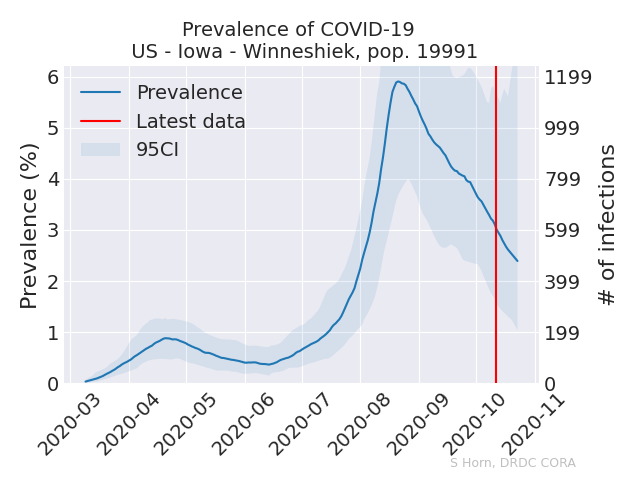 Prevalence of COVID-19
US - Iowa - Winneshiek, pop. 19991
Prevalence
Latest data
95CI
Prevalence (%)
6
5
4
3
2
1
0
1199
999
799
599
399
199
0
# of infections
2020-03
2020-04
2020-05
2020-06
2020-07
2020-08
2020-09
2020-10
2020-11
S Horn, DRDC CORA